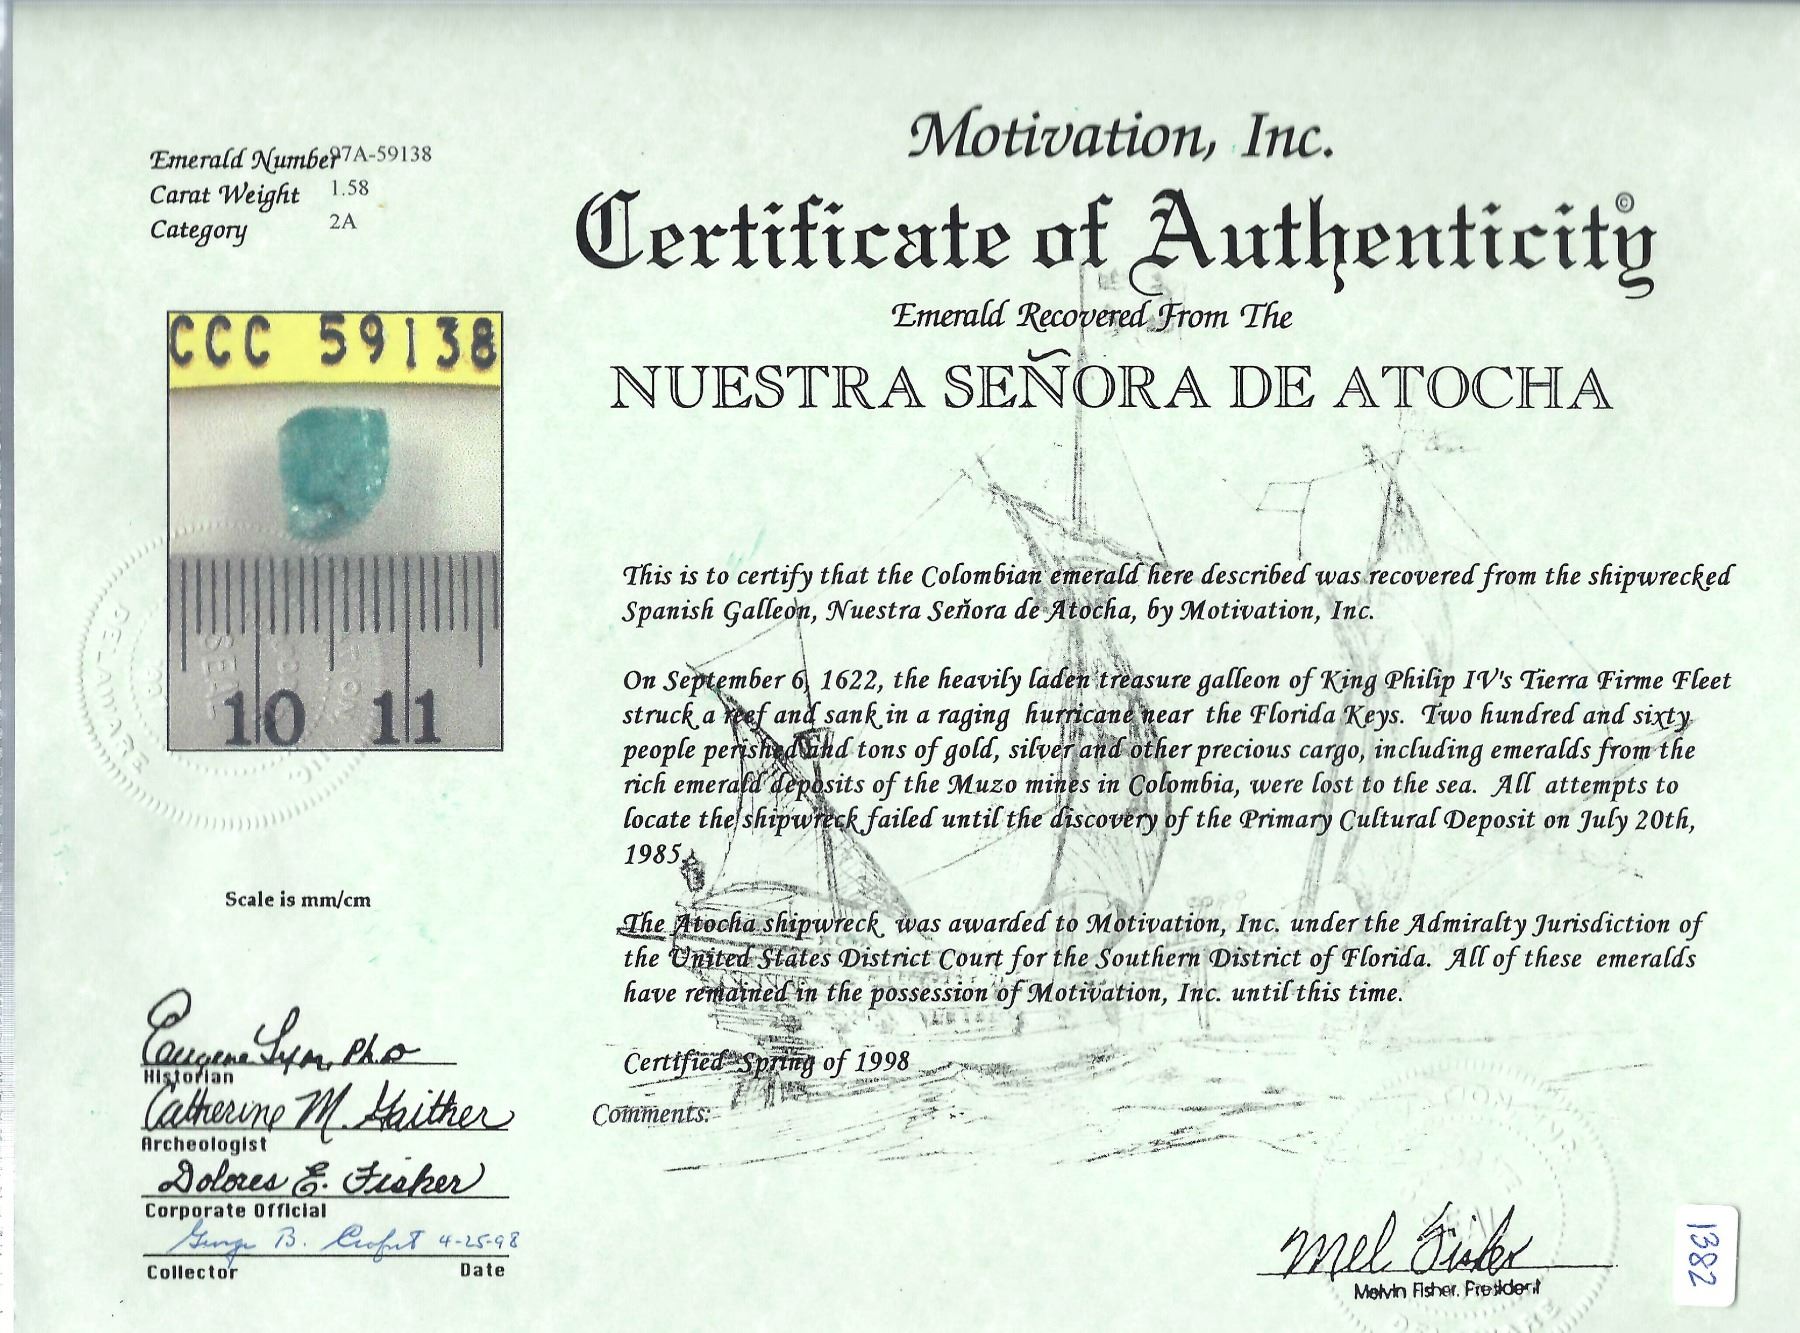 Emerald Number 97A-59138
Carat Weight 1.58
Category 2A
CCC 59138
10 11
Scale is mm/cm
Motivation, Inc.
Certificate of Authenticity©
Emerald Recovered From The
NUESTRA SEÑORA DE ATOCHA
This is to certify that the Colombian emerald here described was recovered from the shipwrecked
Spanish Galleon, Nuestra Señora de Atocha, by Motivation, Inc.
On September 6, 1622, the heavily laden treasure galleon of King Philip IV's Tierra Firme Fleet
struck a reef and sank in a raging hurricane near the Florida Keys. Two hundred and sixty
people perished and tons of gold, silver and other precious cargo, including emeralds from the
rich emerald deposits of the Muzo mines in Colombia, were lost to the sea. All attempts to
locate the shipwreck failed until the discovery of the Primary Cultural Deposit on July 20th,
1985.
The Atocha shipwreck was awarded to Motivation, Inc. under the Admiralty Jurisdiction of
the United States District Court for the Southern District of Florida. All of these emeralds
have remained in the possession of Motivation, Inc. until this time.
Certified Spring of 1998
Comments:
Eugene Lyon, Ph.D
Historian
Catherine M. Gaither
Archeologist
Dolores E. Fisher
Corporate Official
George B. 4-25-98
Collector Date
Mel Fisher
Melvin Fisher, President
1382
DELAWARE
SEAL